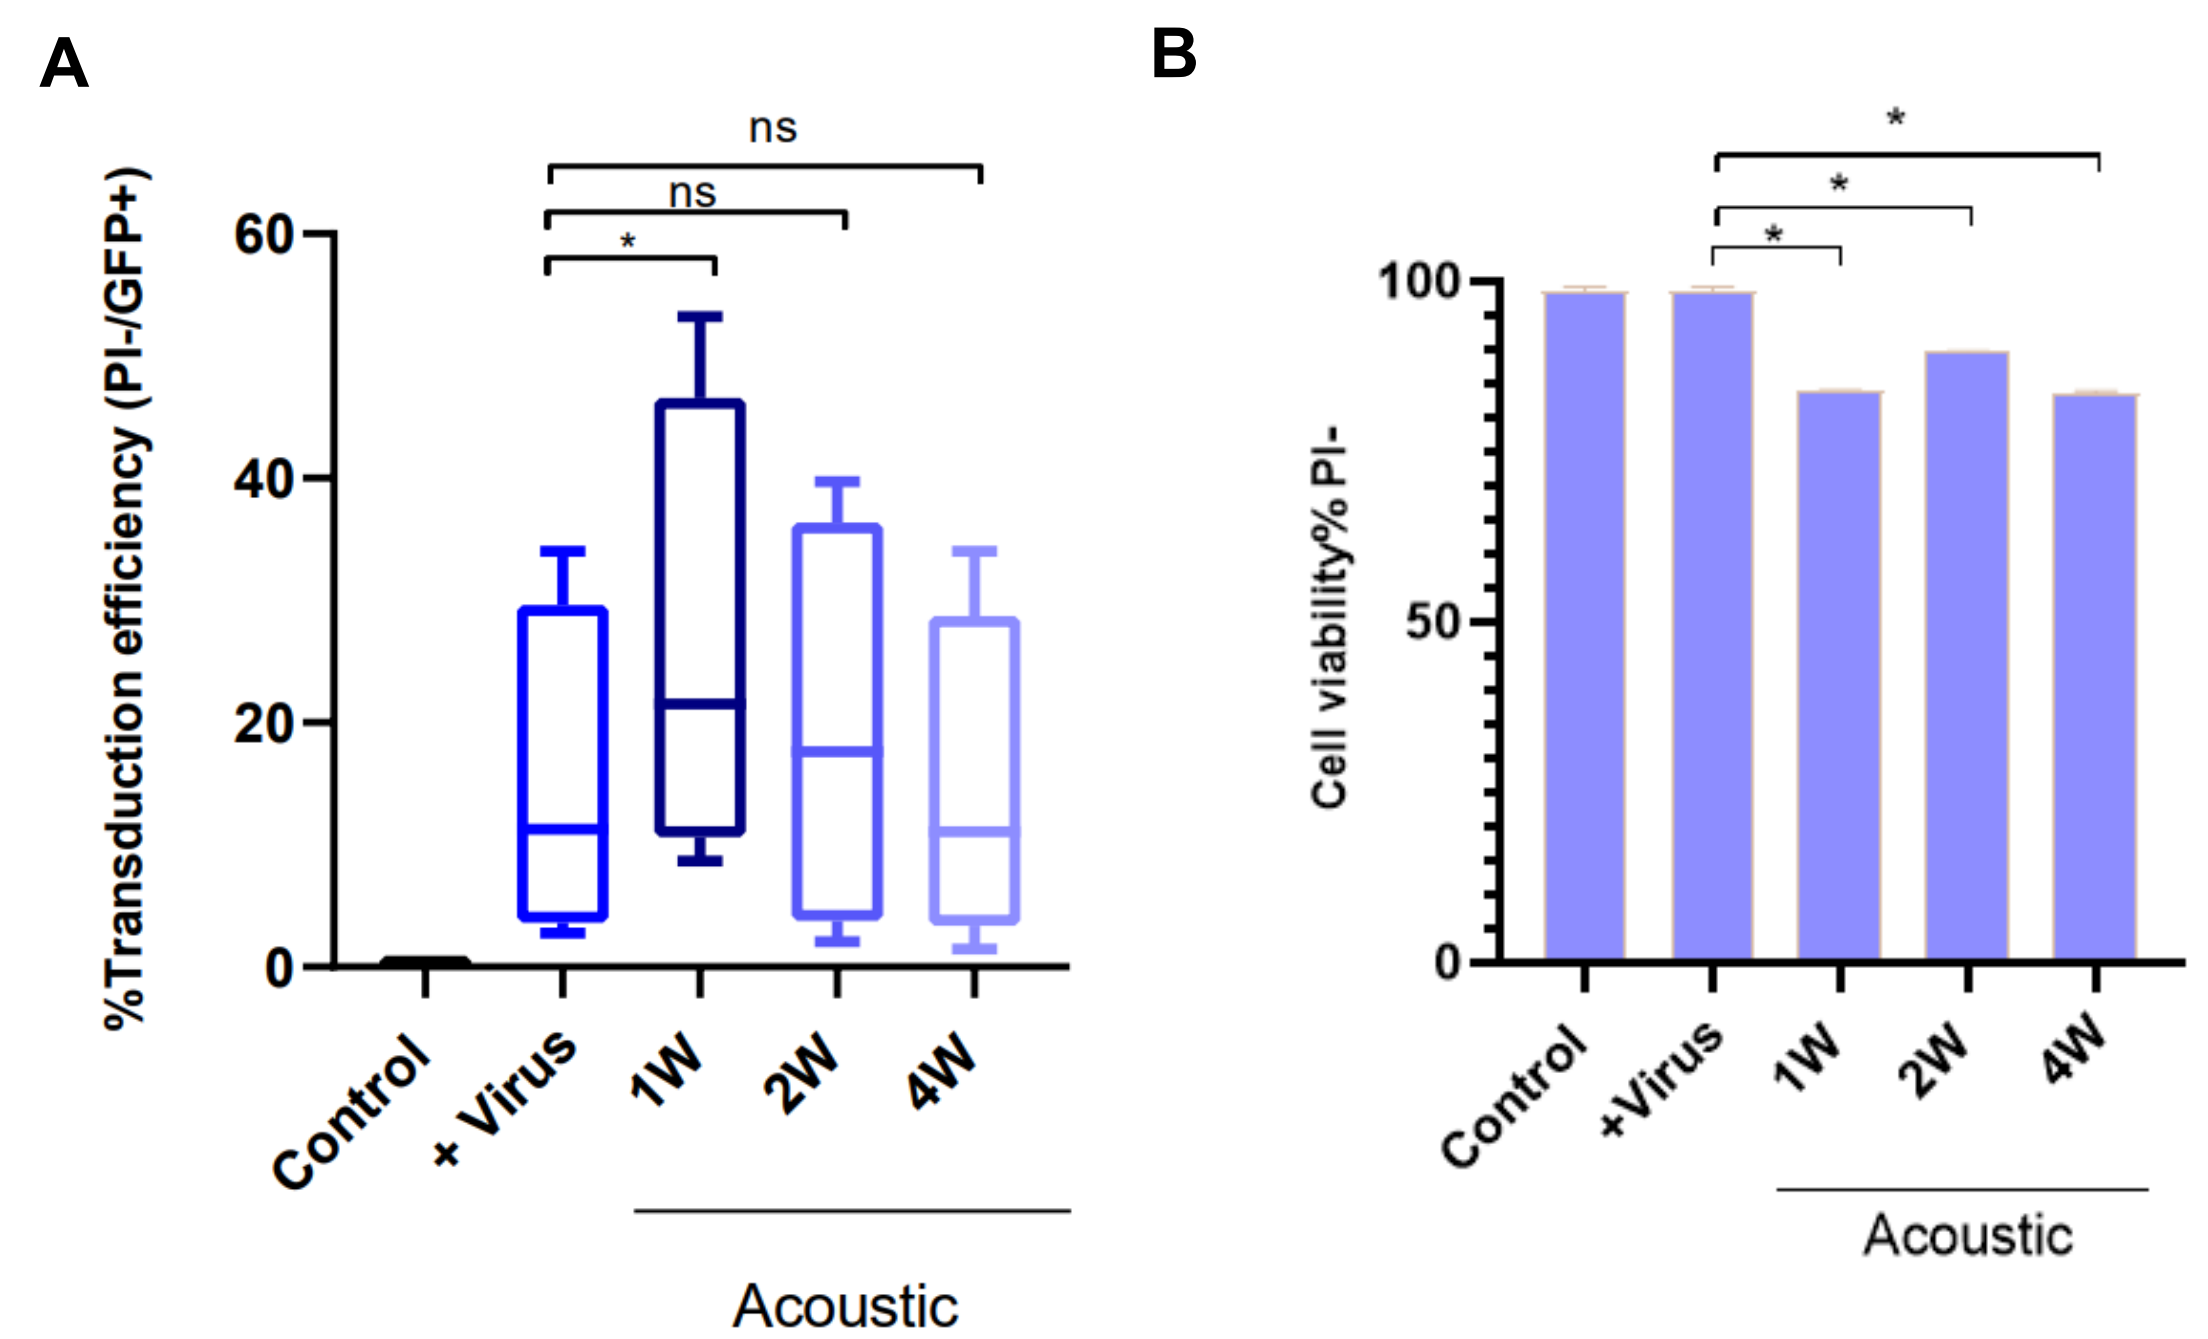 A
%Transduction efficiency (PI-/GFP+)
60
40
20
0
ns
ns
*
Control
+ Virus
1W
2W
4W
Acoustic
B
Cell viability% PI-
100
50
0
*
*
*
Control
+Virus
1W
2W
4W
Acoustic